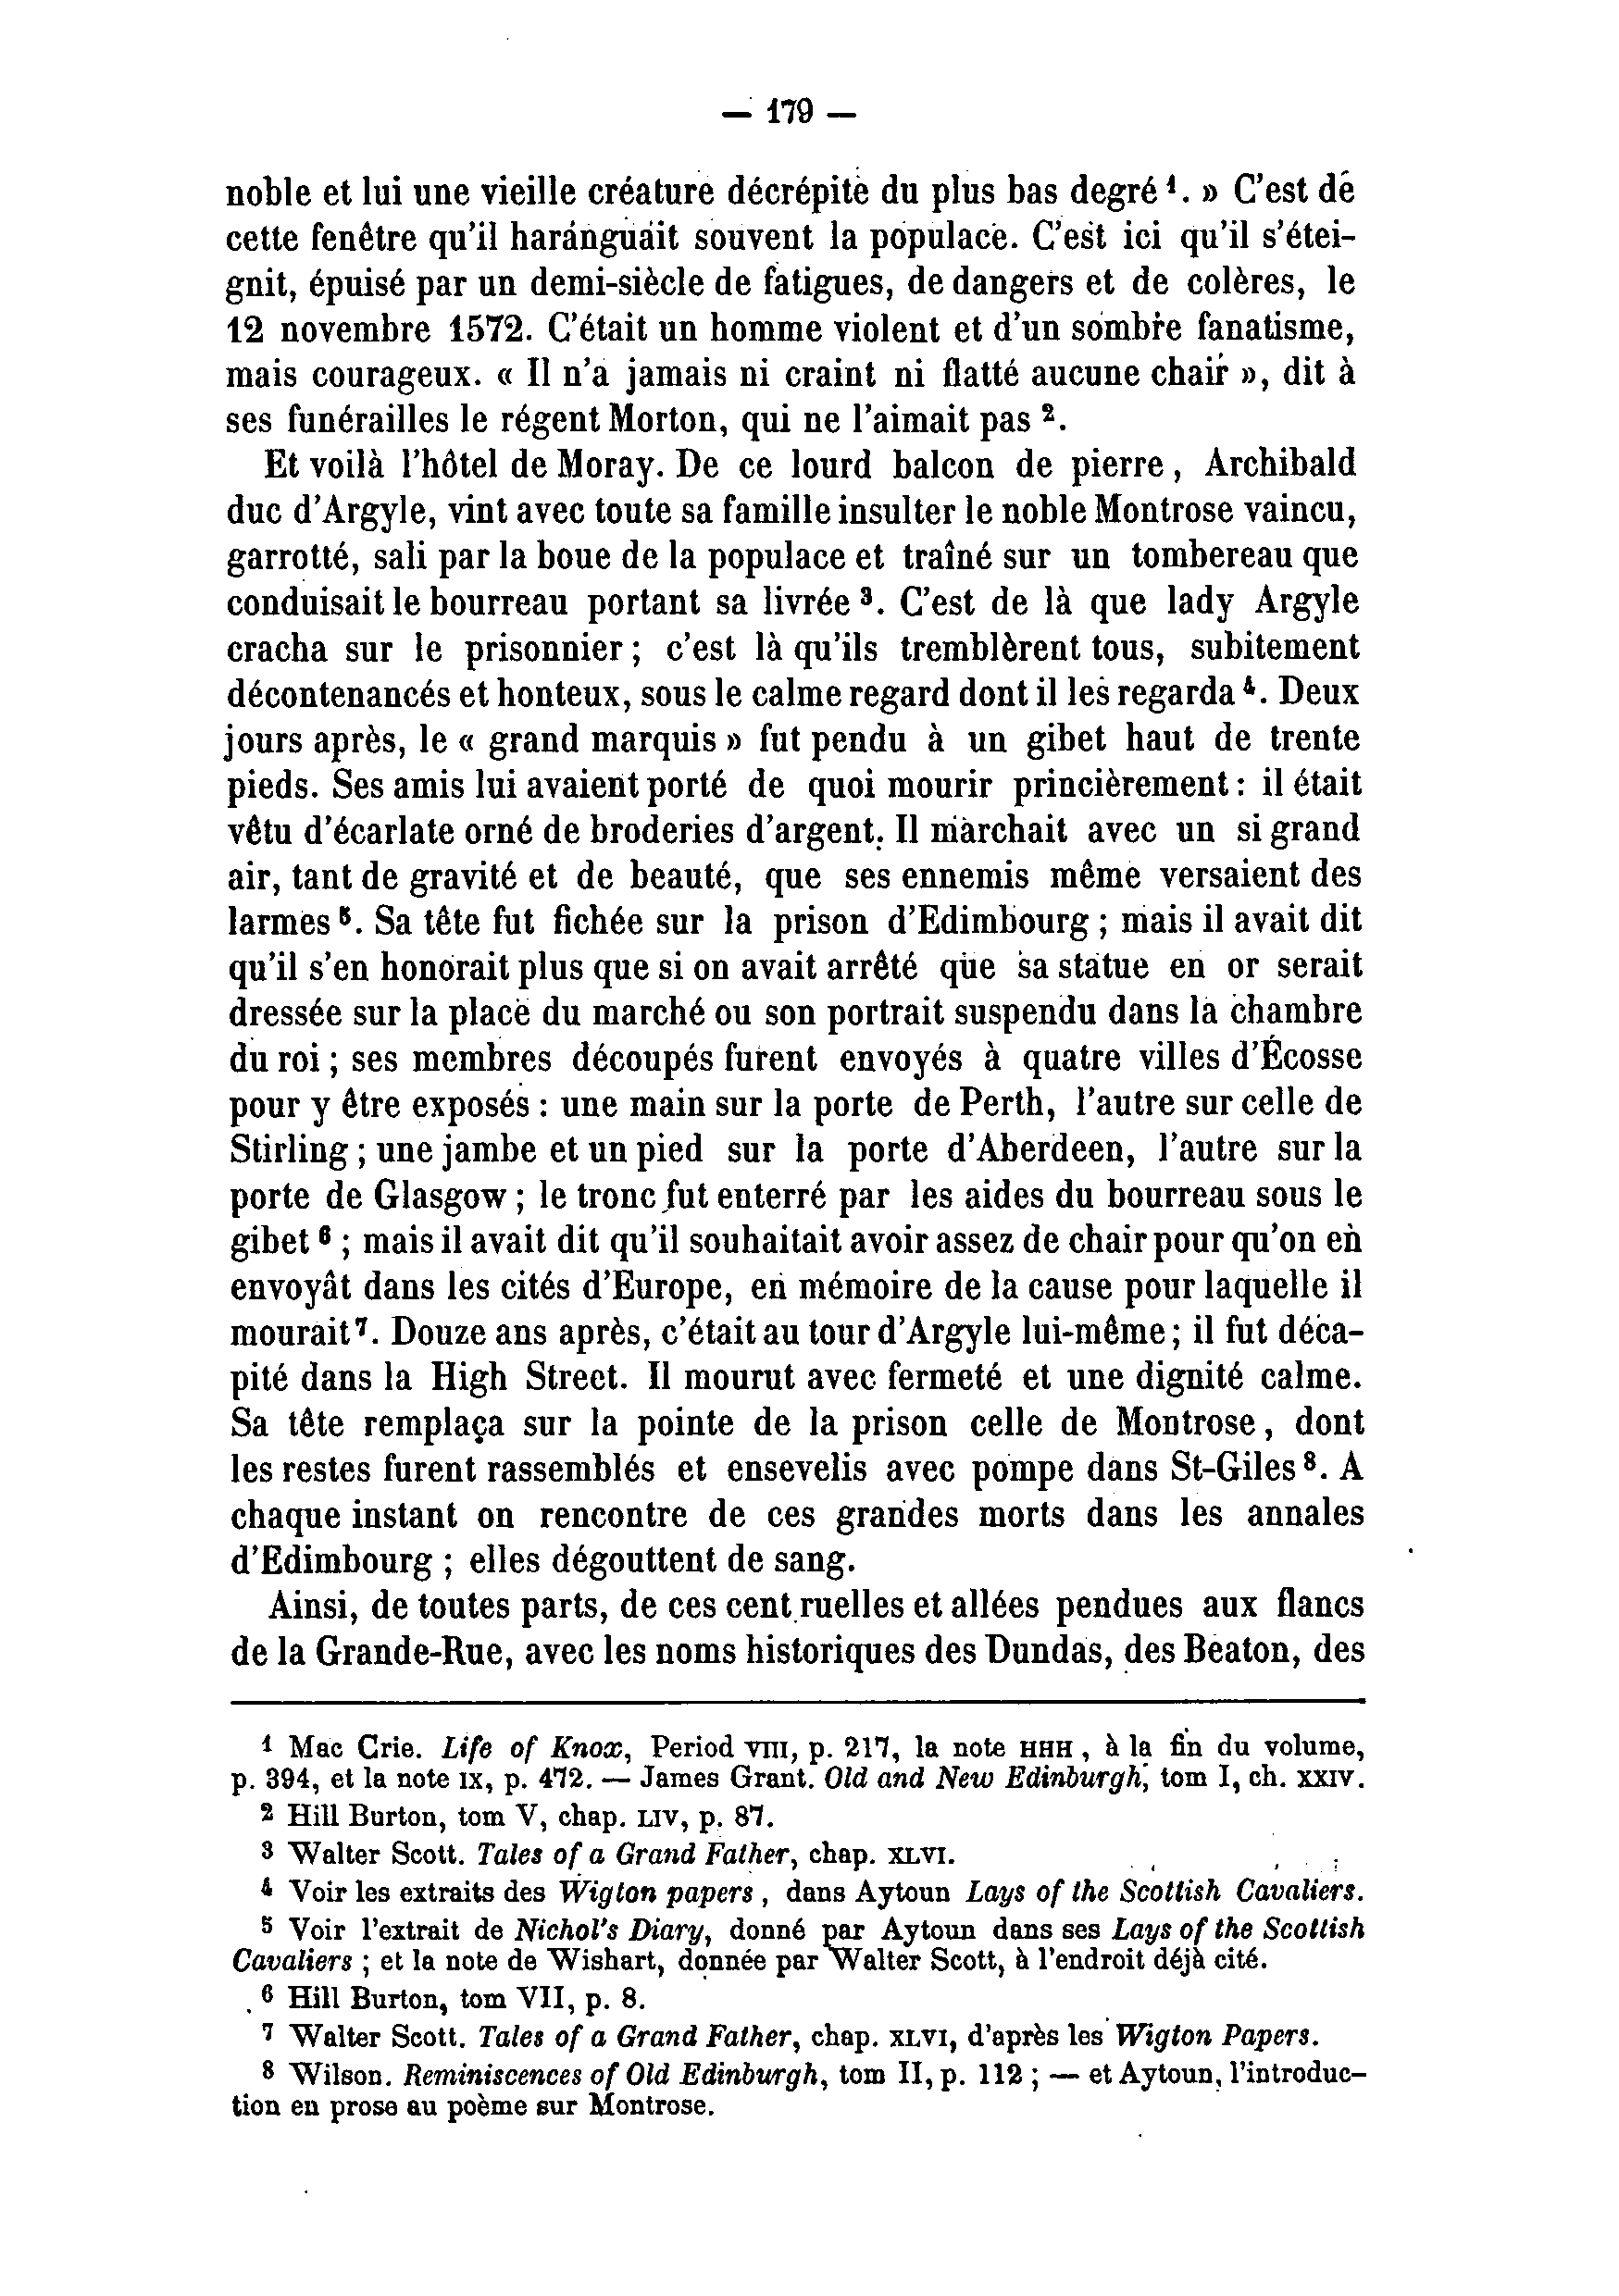 — 179 —
noble et lui une vieille créature décrépite du plus bas degré ¹. » C'est de
cette fenêtre qu'il haranguait souvent la populace. C'est ici qu'il s'étei-
gnit, épuisé par un demi-siècle de fatigues, de dangers et de colères, le
12 novembre 1572. C'était un homme violent et d'un sombre fanatisme,
mais courageux. « Il n'a jamais ni craint ni flatté aucune chair », dit à
ses funérailles le régent Morton, qui ne l'aimait pas ².
Et voilà l'hôtel de Moray. De ce lourd balcon de pierre, Archibald
duc d'Argyle, vint avec toute sa famille insulter le noble Montrose vaincu,
garrotté, sali par la boue de la populace et traîné sur un tombereau que
conduisait le bourreau portant sa livrée ³. C'est de là que lady Argyle
cracha sur le prisonnier ; c'est là qu'ils tremblèrent tous, subitement
décontenancés et honteux, sous le calme regard dont il les regarda ⁴. Deux
jours après, le « grand marquis » fut pendu à un gibet haut de trente
pieds. Ses amis lui avaient porté de quoi mourir princièrement : il était
vêtu d'écarlate orné de broderies d'argent. Il marchait avec un si grand
air, tant de gravité et de beauté, que ses ennemis même versaient des
larmes ⁵. Sa tête fut fichée sur la prison d'Edimbourg ; mais il avait dit
qu'il s'en honorait plus que si on avait arrêté que sa statue en or serait
dressée sur la place du marché ou son portrait suspendu dans la chambre
du roi ; ses membres découpés furent envoyés à quatre villes d'Écosse
pour y être exposés : une main sur la porte de Perth, l'autre sur celle de
Stirling ; une jambe et un pied sur la porte d'Aberdeen, l'autre sur la
porte de Glasgow ; le tronc fut enterré par les aides du bourreau sous le
gibet ⁶ ; mais il avait dit qu'il souhaitait avoir assez de chair pour qu'on en
envoyât dans les cités d'Europe, en mémoire de la cause pour laquelle il
mourait ⁷. Douze ans après, c'était au tour d'Argyle lui-même ; il fut déca-
pité dans la High Street. Il mourut avec fermeté et une dignité calme.
Sa tête remplaça sur la pointe de la prison celle de Montrose, dont
les restes furent rassemblés et ensevelis avec pompe dans St-Giles ⁸. A
chaque instant on rencontre de ces grandes morts dans les annales
d'Edimbourg ; elles dégouttent de sang.
Ainsi, de toutes parts, de ces cent ruelles et allées pendues aux flancs
de la Grande-Rue, avec les noms historiques des Dundas, des Beaton, des
¹ Mac Crie. Life of Knox, Period VIII, p. 217, la note HHH, à la fin du volume,
p. 394, et la note IX, p. 472. — James Grant. Old and New Edinburgh, tom I, ch. XXIV.
² Hill Burton, tom V, chap. LIV, p. 87.
³ Walter Scott. Tales of a Grand Father, chap. XLVI.
⁴ Voir les extraits des Wigton papers, dans Aytoun Lays of the Scottish Cavaliers.
⁵ Voir l'extrait de Nichol's Diary, donné par Aytoun dans ses Lays of the Scottish
Cavaliers ; et la note de Wishart, donnée par Walter Scott, à l'endroit déjà cité.
⁶ Hill Burton, tom VII, p. 8.
⁷ Walter Scott. Tales of a Grand Father, chap. XLVI, d'après les Wigton Papers.
⁸ Wilson. Reminiscences of Old Edinburgh, tom II, p. 112 ; — et Aytoun, l'introduc-
tion en prose au poème sur Montrose.